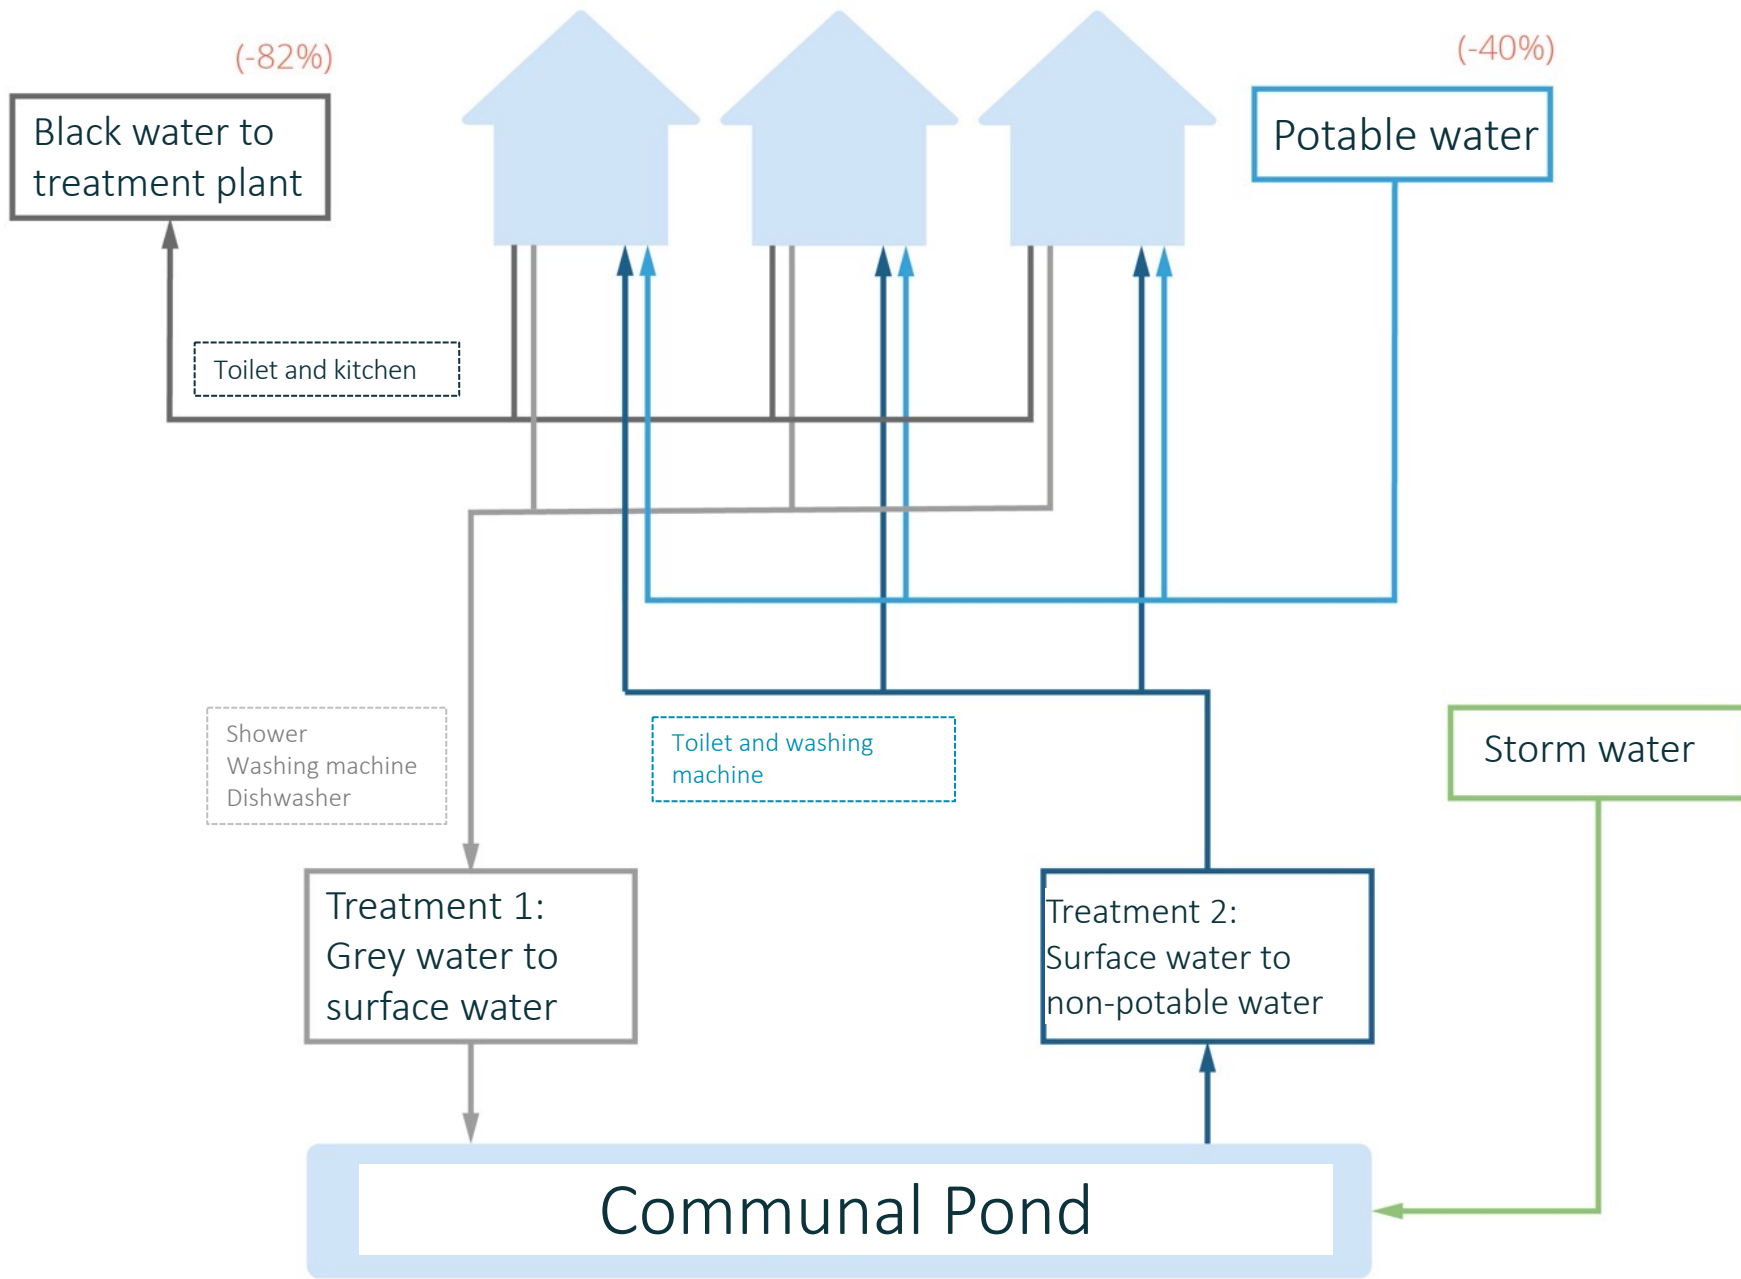 (-82%)
(-40%)
Black water to
treatment plant
Potable water
Toilet and kitchen
Shower
Washing machine
Dishwasher
Toilet and washing
machine
Storm water
Treatment 1:
Grey water to
surface water
Treatment 2:
Surface water to
non-potable water
Communal Pond